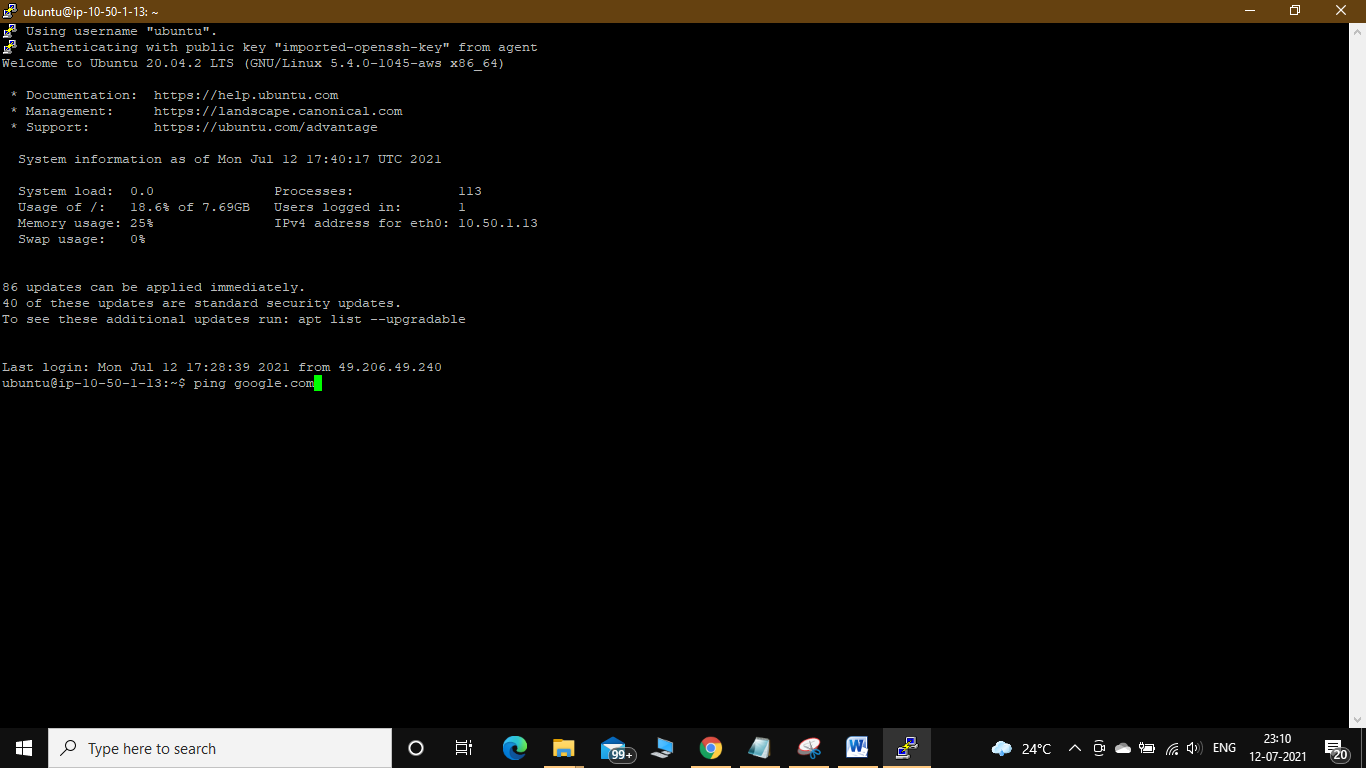 ubuntu@ip-10-50-1-13: ~
Using username "ubuntu".
Authenticating with public key "imported-openssh-key" from agent
Welcome to Ubuntu 20.04.2 LTS (GNU/Linux 5.4.0-1045-aws x86_64)
* Documentation:  https://help.ubuntu.com
* Management:     https://landscape.canonical.com
* Support:        https://ubuntu.com/advantage
System information as of Mon Jul 12 17:40:17 UTC 2021
System load:  0.0               Processes:             113
Usage of /:   18.6% of 7.69GB   Users logged in:       1
Memory usage: 25%               IPv4 address for eth0: 10.50.1.13
Swap usage:   0%
86 updates can be applied immediately.
40 of these updates are standard security updates.
To see these additional updates run: apt list --upgradable
Last login: Mon Jul 12 17:28:39 2021 from 49.206.49.240
ubuntu@ip-10-50-1-13:~$ ping google.com
Type here to search
99+
W
24°C
ENG
23:10
12-07-2021
20